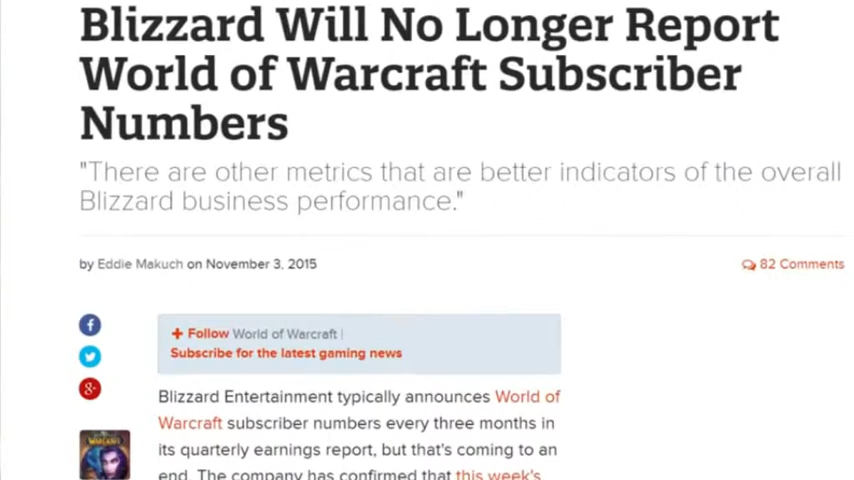 Blizzard Will No Longer Report
World of Warcraft Subscriber
Numbers
"There are other metrics that are better indicators of the overall
Blizzard business performance."
by Eddie Makuch on November 3, 2015
82 Comments
+ Follow World of Warcraft |
Subscribe for the latest gaming news
Blizzard Entertainment typically announces World of
Warcraft subscriber numbers every three months in
its quarterly earnings report, but that's coming to an
end. The company has confirmed that this week's
WARCRAFT